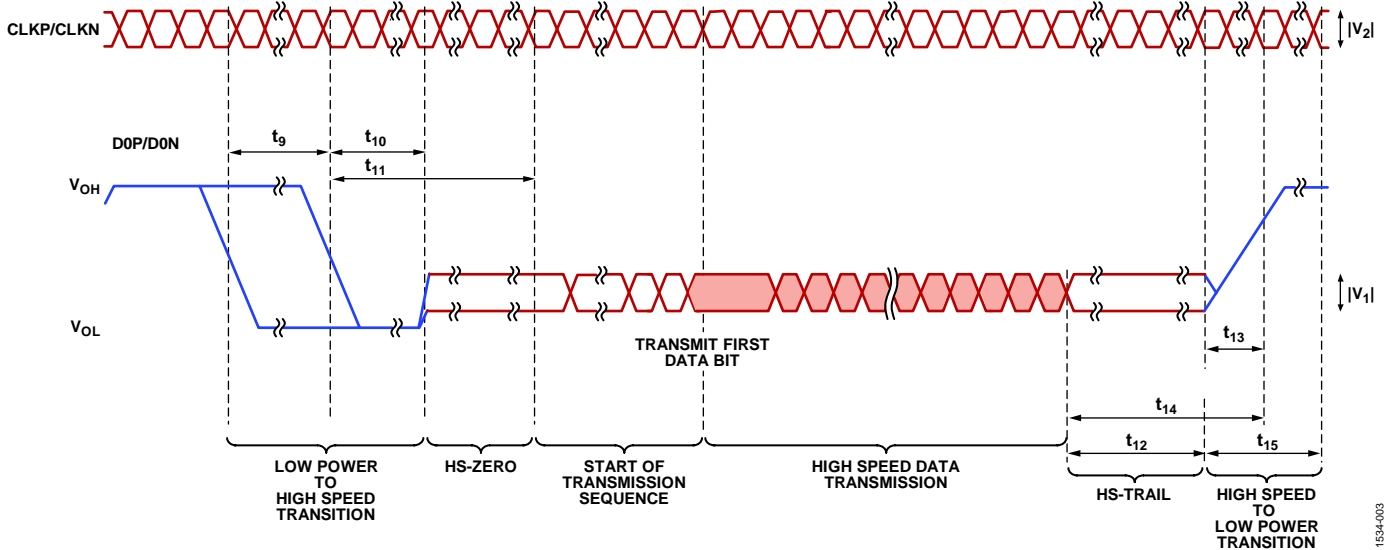 CLKP/CLKN
|V2|
D0P/D0N
t9
t10
t11
VOH
VOL
|V1|
TRANSMIT FIRST
DATA BIT
t13
t14
t12
t15
LOW POWER
TO
HIGH SPEED
TRANSITION
HS-ZERO
START OF
TRANSMISSION
SEQUENCE
HIGH SPEED DATA
TRANSMISSION
HS-TRAIL
HIGH SPEED
TO
LOW POWER
TRANSITION
1534-003